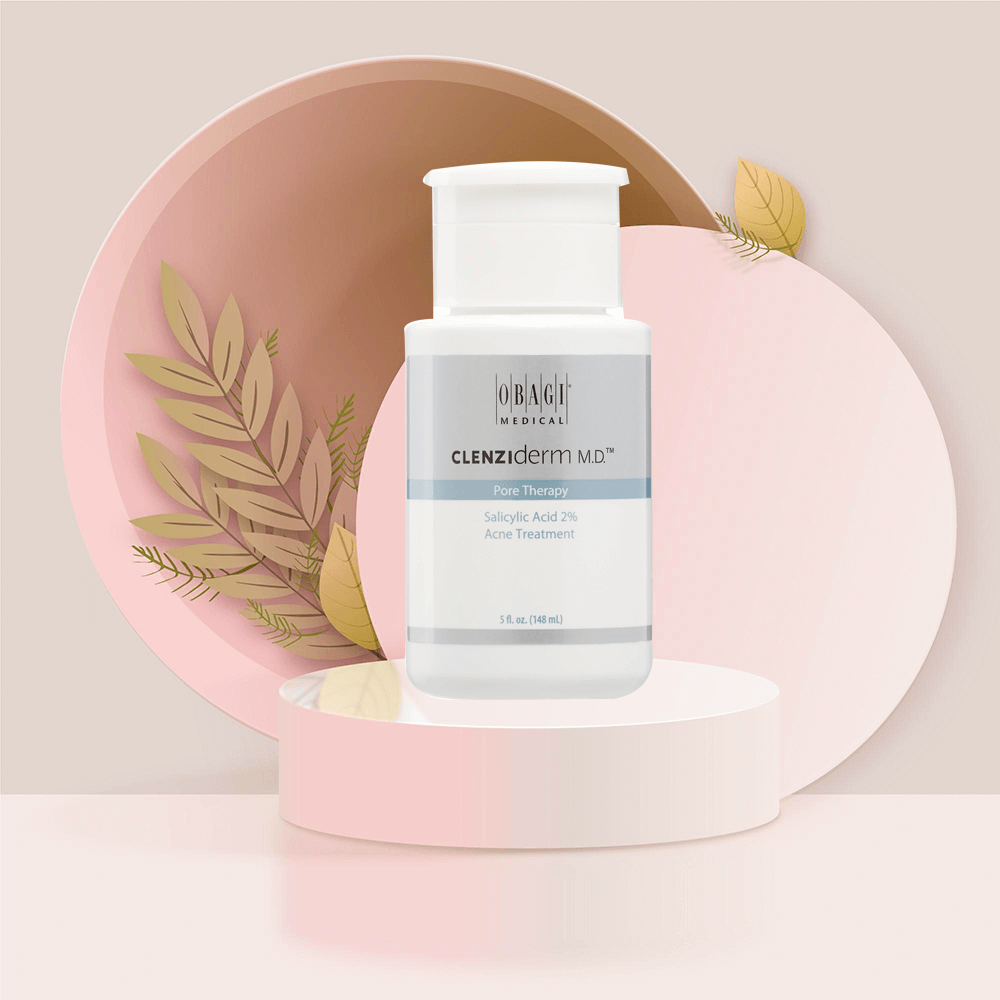 OBAGI®
MEDICAL
CLENZIderm M.D.™
Pore Therapy
Salicylic Acid 2%
Acne Treatment
5 fl. oz. (148 mL)